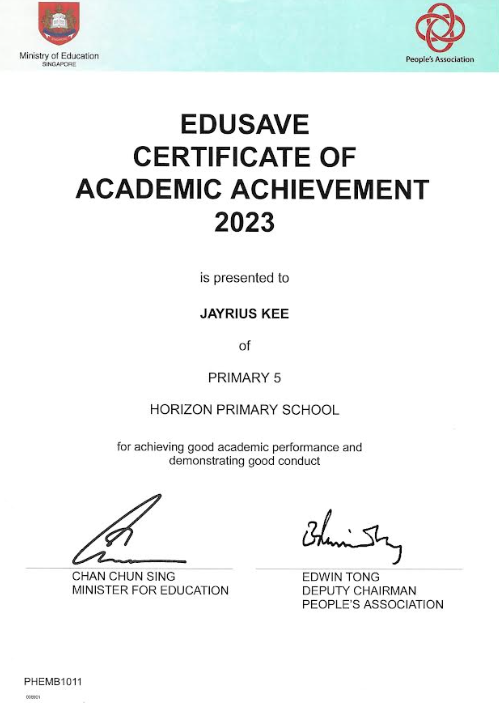 Ministry of Education
SINGAPORE
People's Association
EDUSAVE
CERTIFICATE OF
ACADEMIC ACHIEVEMENT
2023
is presented to
JAYRIUS KEE
of
PRIMARY 5
HORIZON PRIMARY SCHOOL
for achieving good academic performance and
demonstrating good conduct
CHAN CHUN SING
MINISTER FOR EDUCATION
EDWIN TONG
DEPUTY CHAIRMAN
PEOPLE'S ASSOCIATION
PHEMB1011